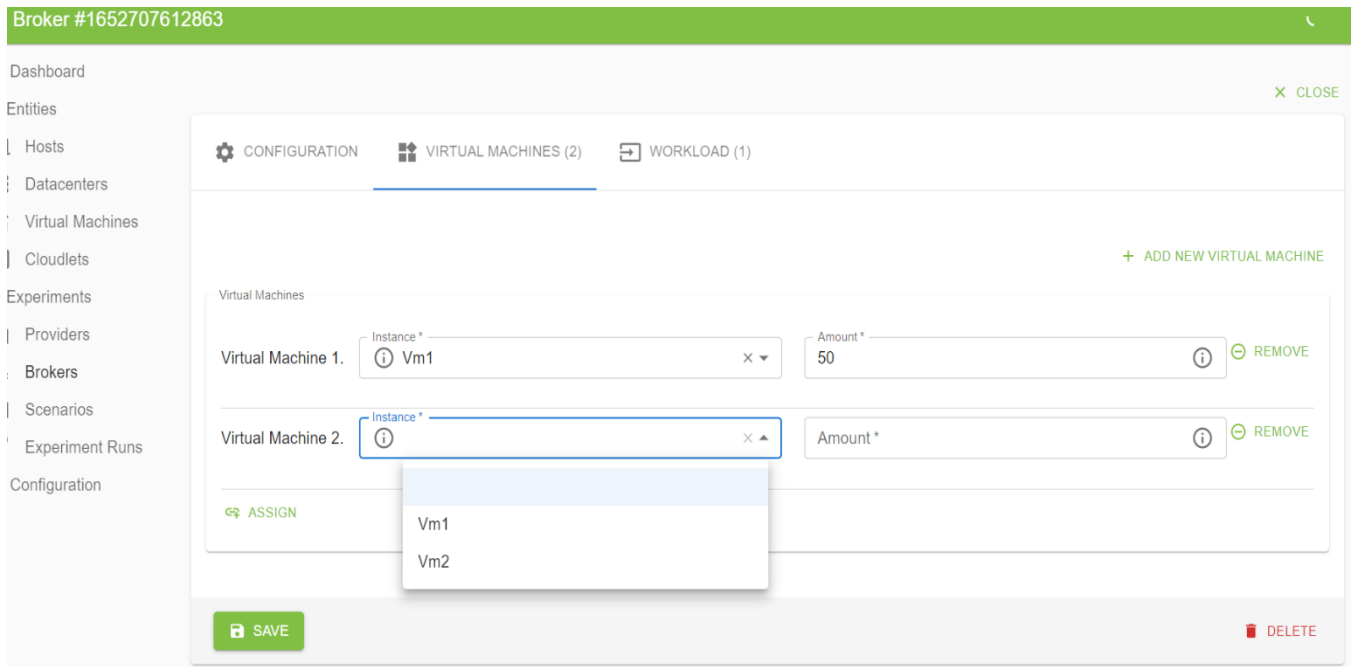 Broker #1652707612863
Dashboard
CLOSE
Entities
Hosts
CONFIGURATION VIRTUAL MACHINES (2) WORKLOAD (1)
Datacenters
Virtual Machines
Cloudlets
+ ADD NEW VIRTUAL MACHINE
Experiments
Virtual Machines
Providers
Instance * Amount *
Virtual Machine 1. Vm1 50 REMOVE
Brokers
Scenarios
Instance *
Virtual Machine 2. Amount * REMOVE
Experiment Runs
Configuration
ASSIGN
Vm1
Vm2
SAVE DELETE